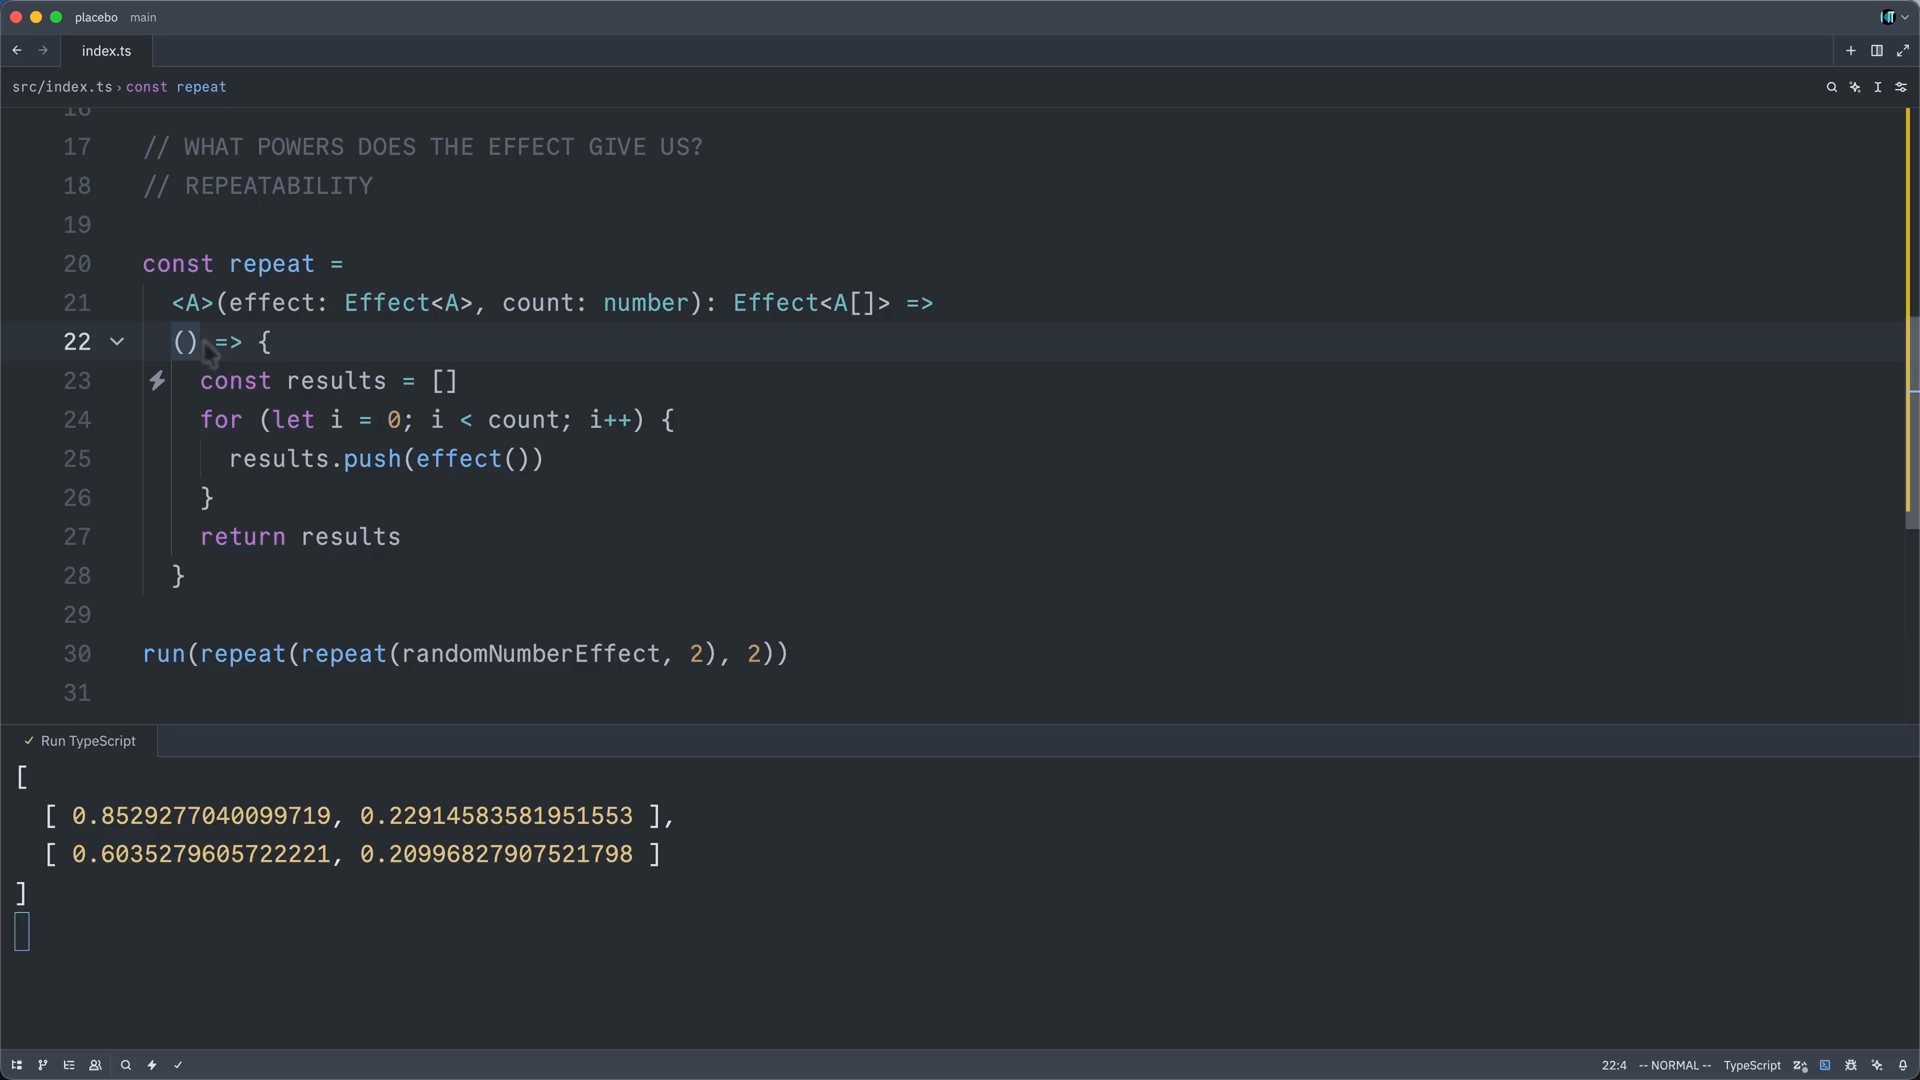 placebo main
index.ts
src/index.ts › const repeat
16
17 // WHAT POWERS DOES THE EFFECT GIVE US?
18 // REPEATABILITY
19
20 const repeat =
21 <A>(effect: Effect<A>, count: number): Effect<A[]> =>
22 () => {
23 const results = []
24 for (let i = 0; i < count; i++) {
25 results.push(effect())
26 }
27 return results
28 }
29
30 run(repeat(repeat(randomNumberEffect, 2), 2))
31
✓ Run TypeScript
[
[ 0.8529277040099719, 0.22914583581951553 ],
[ 0.6035279605722221, 0.20996827907521798 ]
]
22:4 -- NORMAL -- TypeScript